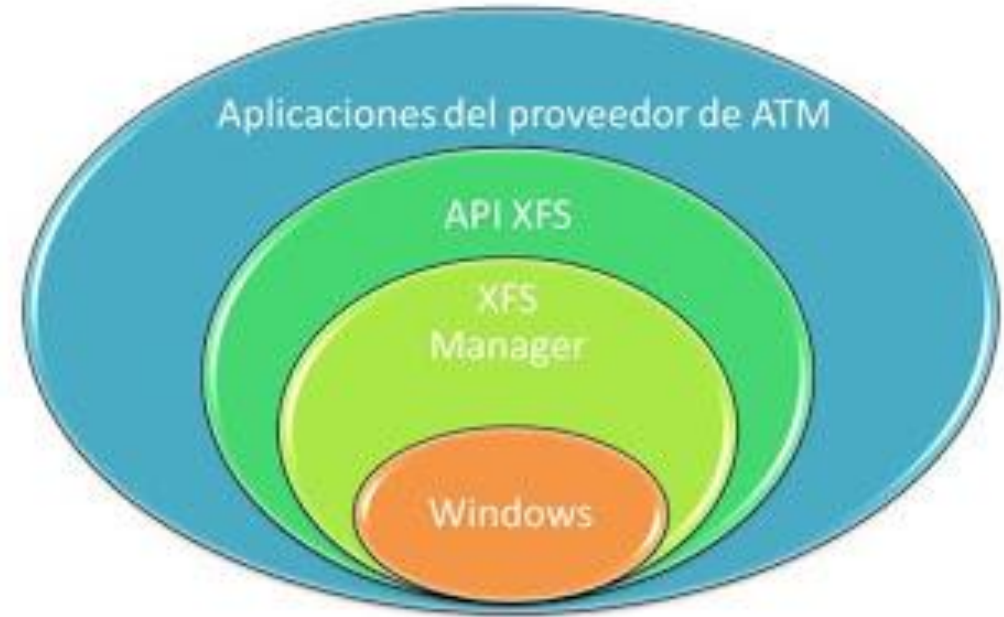 Aplicaciones del proveedor de ATM
API XFS
XFS
Manager
Windows